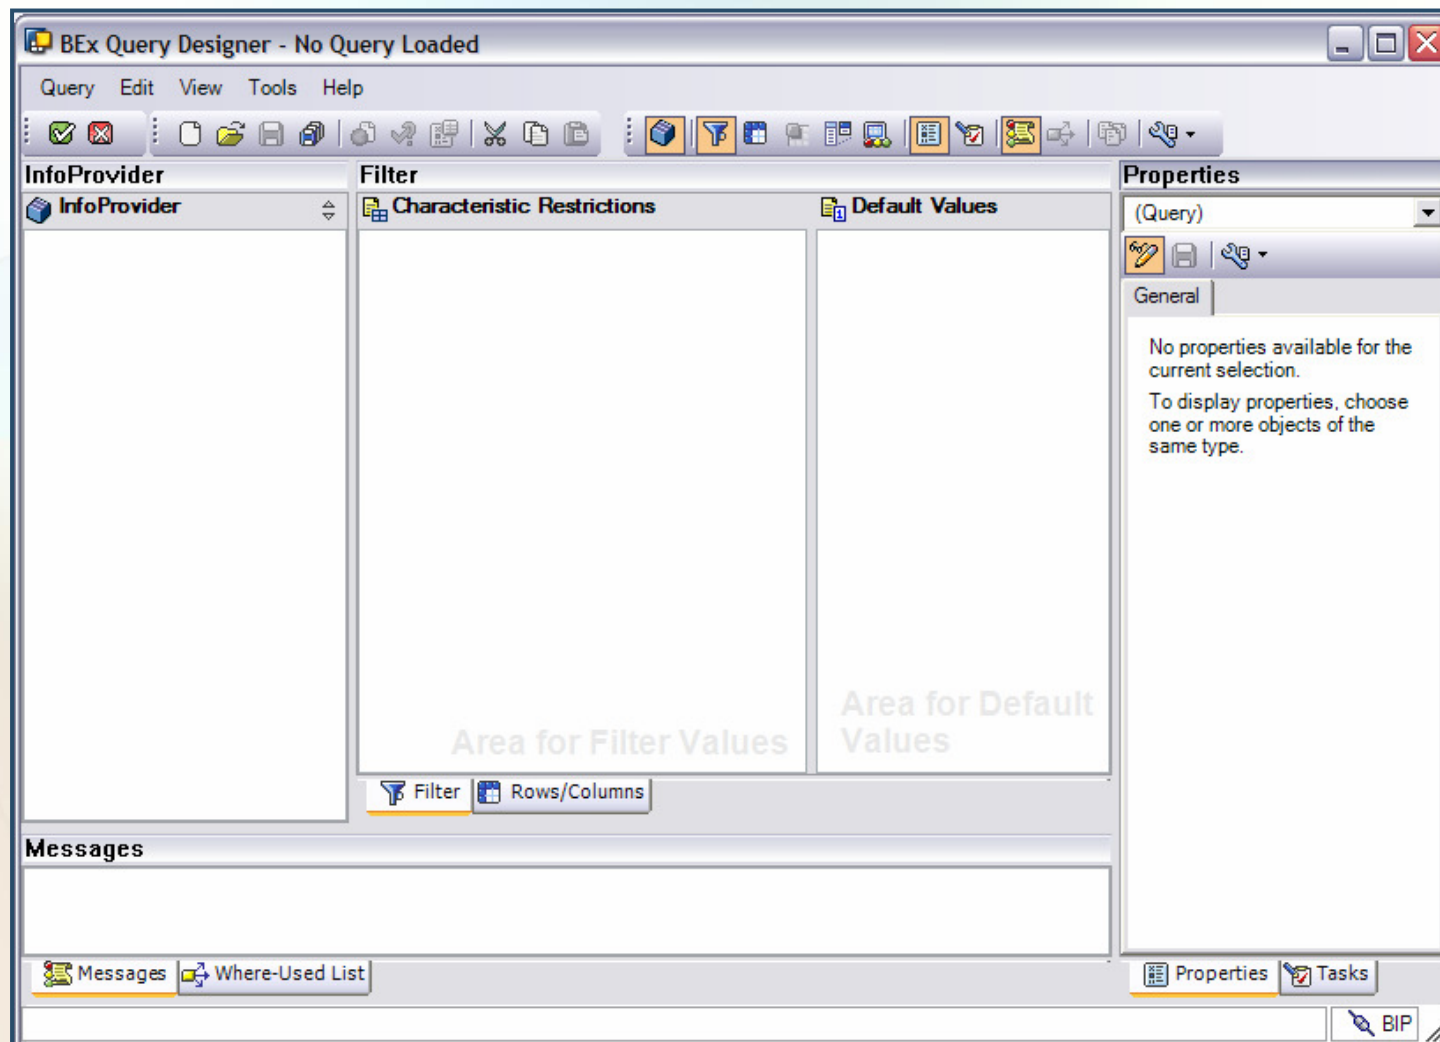 BEx Query Designer - No Query Loaded
Query Edit View Tools Help
InfoProvider
Filter
Properties
InfoProvider
Characteristic Restrictions
Default Values
(Query)
General
No properties available for the
current selection.
To display properties, choose
one or more objects of the
same type.
Area for Filter Values
Area for Default
Values
Filter
Rows/Columns
Messages
Messages
Where-Used List
Properties
Tasks
BIP